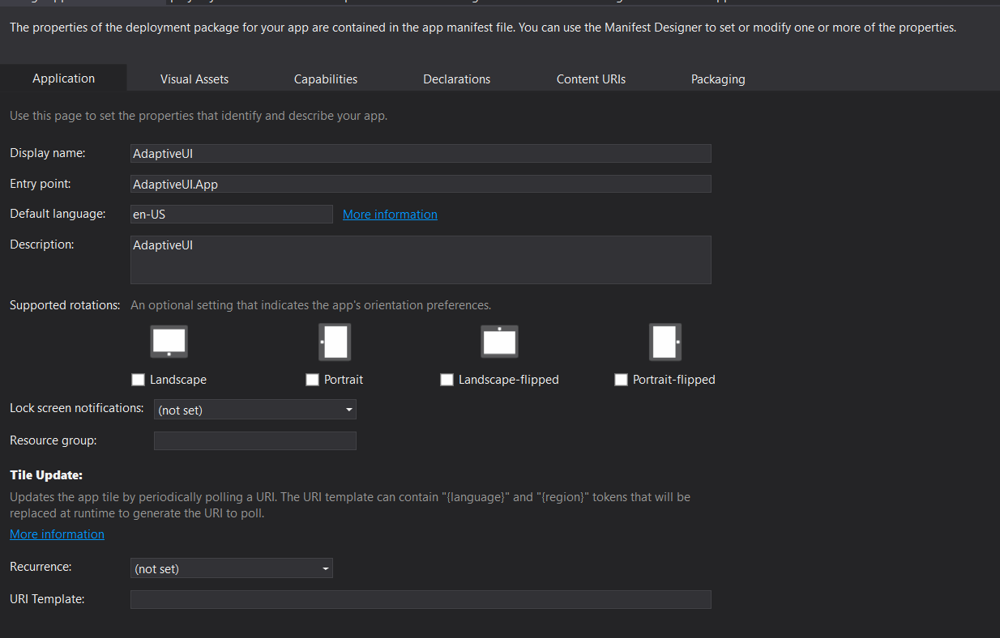 The properties of the deployment package for your app are contained in the app manifest file. You can use the Manifest Designer to set or modify one or more of the properties.
Application Visual Assets Capabilities Declarations Content URIs Packaging
Use this page to set the properties that identify and describe your app.
Display name: AdaptiveUI
Entry point: AdaptiveUI.App
Default language: en-US More information
Description: AdaptiveUI
Supported rotations: An optional setting that indicates the app's orientation preferences.
Landscape Portrait Landscape-flipped Portrait-flipped
Lock screen notifications: (not set)
Resource group:
Tile Update:
Updates the app tile by periodically polling a URI. The URI template can contain "{language}" and "{region}" tokens that will be
replaced at runtime to generate the URI to poll.
More information
Recurrence: (not set)
URI Template: